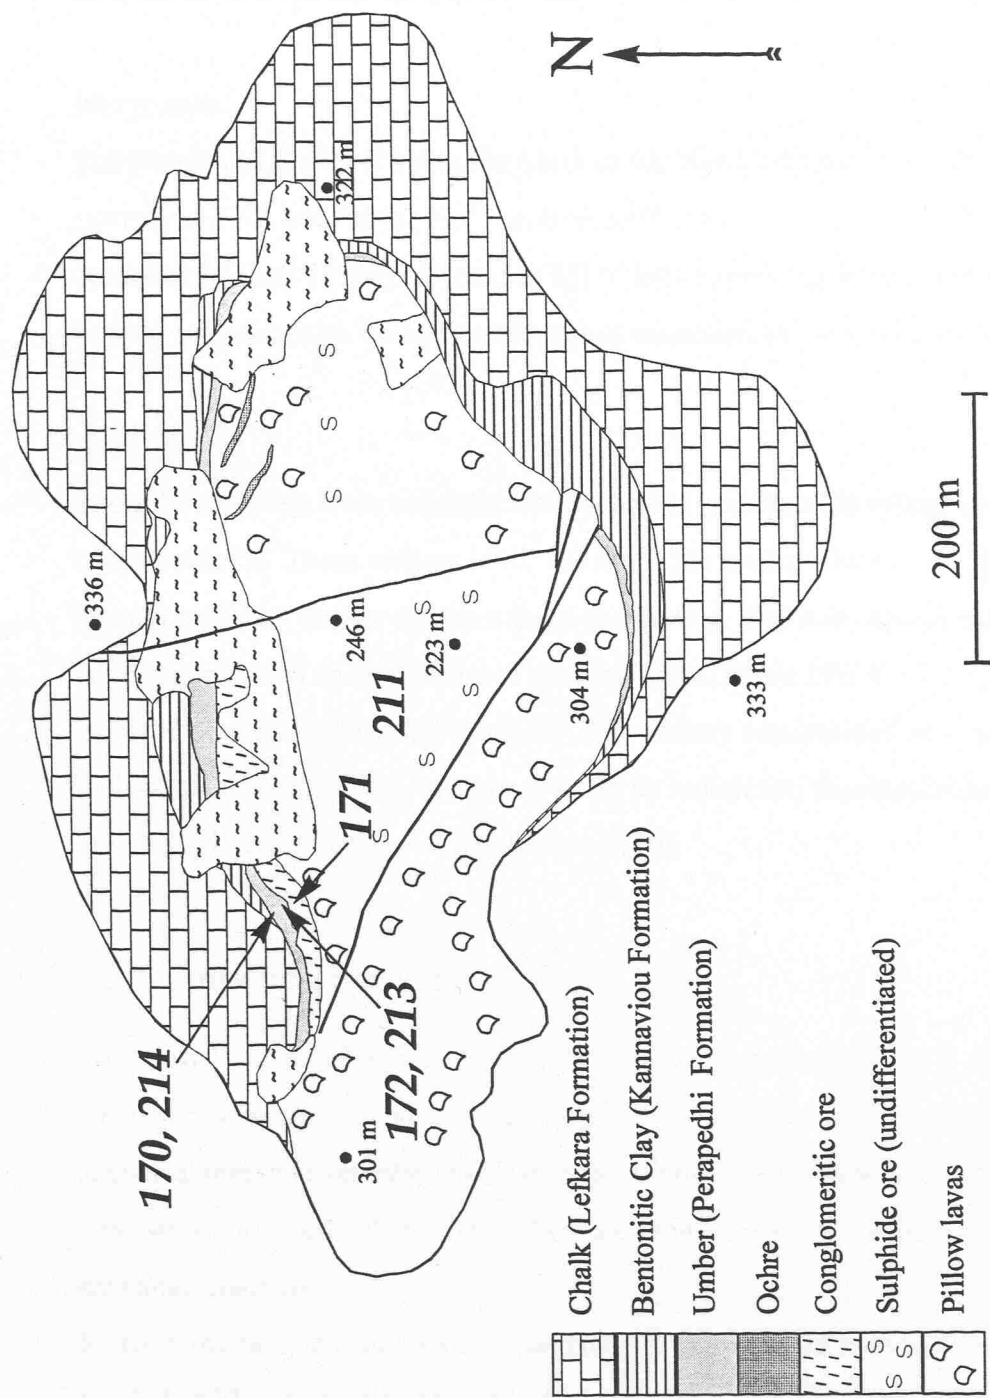 N
336 m
322 m
246 m
223 m
211
304 m
333 m
171
170, 214
172, 213
301 m
200 m
Chalk (Lefkara Formation)
Bentonitic Clay (Kannaviou Formation)
Umber (Perapedhi Formation)
Ochre
Conglomeritic ore
Sulphide ore (undifferentiated)
Pillow lavas